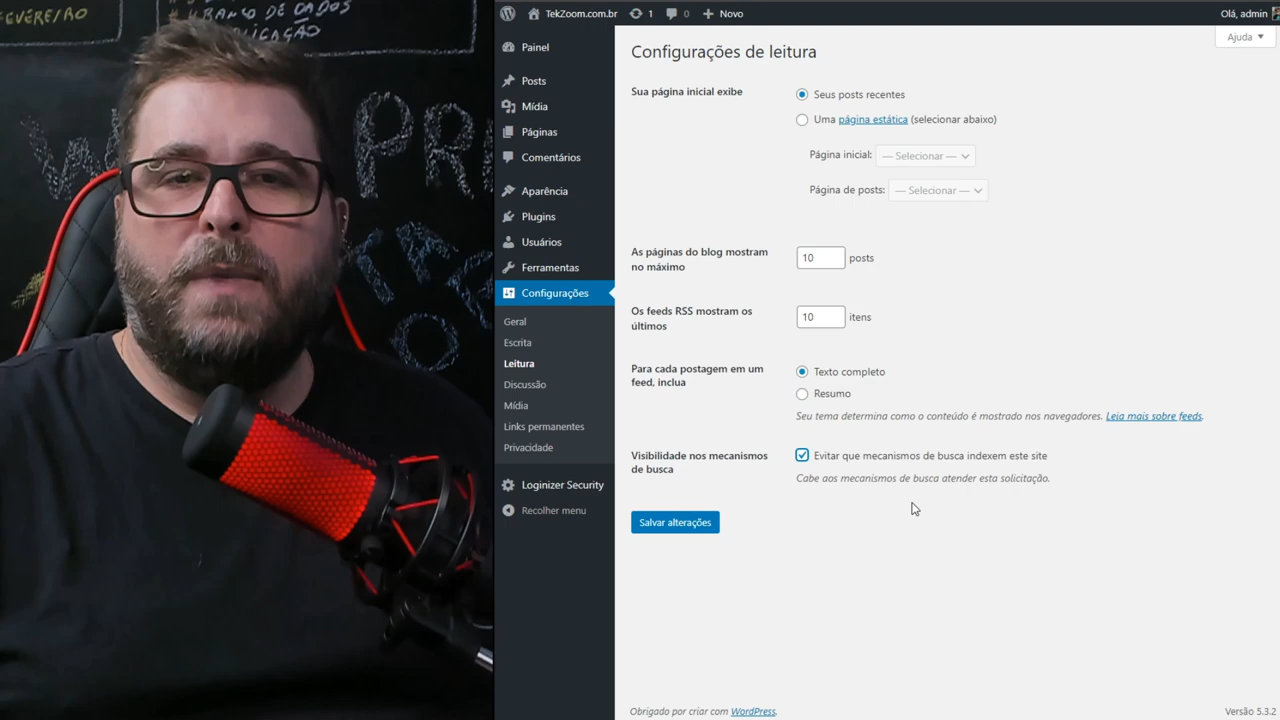 FEVEREIRO
# BANCO DE DADOS
TekZoom.com.br
1
0
Novo
Olá, admin
Ajuda
Painel
Posts
Mídia
Páginas
Comentários
Aparência
Plugins
Usuários
Ferramentas
Configurações
Geral
Escrita
Leitura
Discussão
Mídia
Links permanentes
Privacidade
Loginizer Security
Recolher menu
Configurações de leitura
Sua página inicial exibe
Seus posts recentes
Uma página estática (selecionar abaixo)
Página inicial: — Selecionar —
Página de posts: — Selecionar —
As páginas do blog mostram
no máximo
10 posts
Os feeds RSS mostram os
últimos
10 itens
Para cada postagem em um
feed, inclua
Texto completo
Resumo
Seu tema determina como o conteúdo é mostrado nos navegadores. Leia mais sobre feeds.
Visibilidade nos mecanismos
de busca
Evitar que mecanismos de busca indexem este site
Cabe aos mecanismos de busca atender esta solicitação.
Salvar alterações
Obrigado por criar com WordPress.
Versão 5.3.2